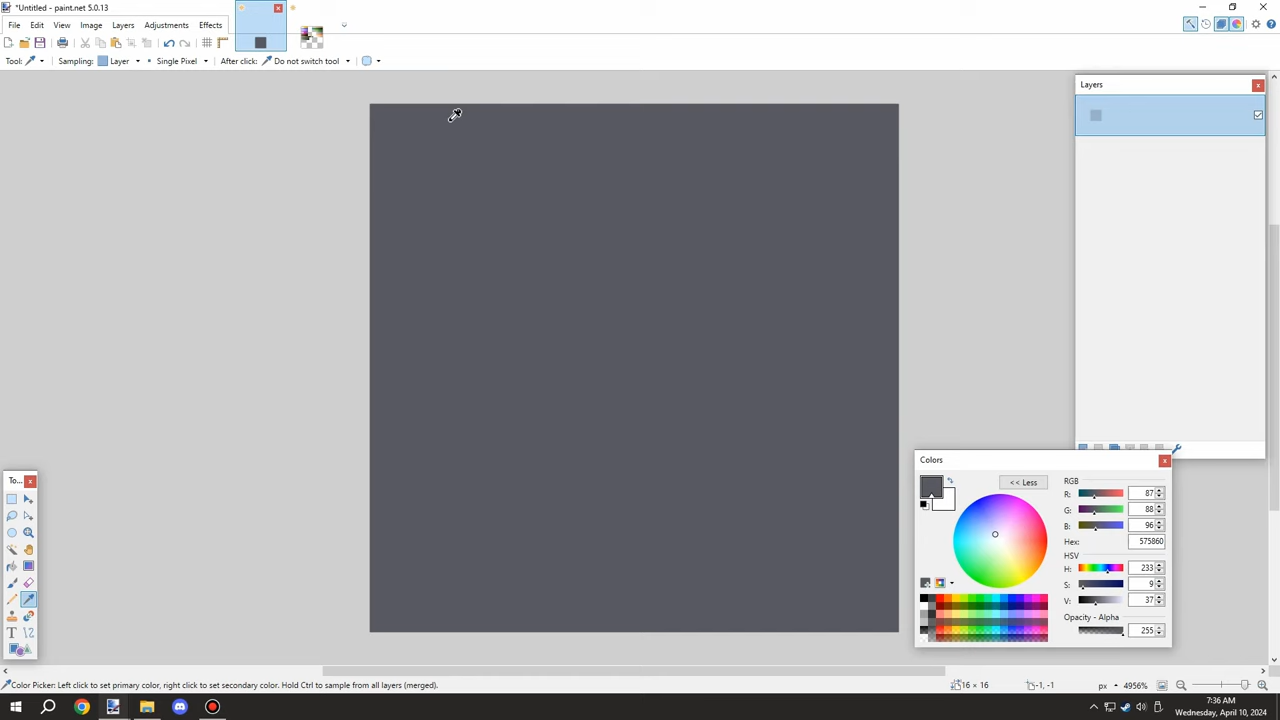 *Untitled - paint.net 5.0.13
File Edit View Image Layers Adjustments Effects
Tool: Sampling: Layer Single Pixel After click: Do not switch tool
Layers
Colors
<< Less
RGB
R: 87
G: 88
B: 96
Hex: 575860
HSV
H: 233
S: 9
V: 37
Opacity - Alpha
255
To...
Color Picker: Left click to set primary color, right click to set secondary color. Hold Ctrl to sample from all layers (merged).
16 × 16
-1, -1
px
4956%
7:36 AM
Wednesday, April 10, 2024